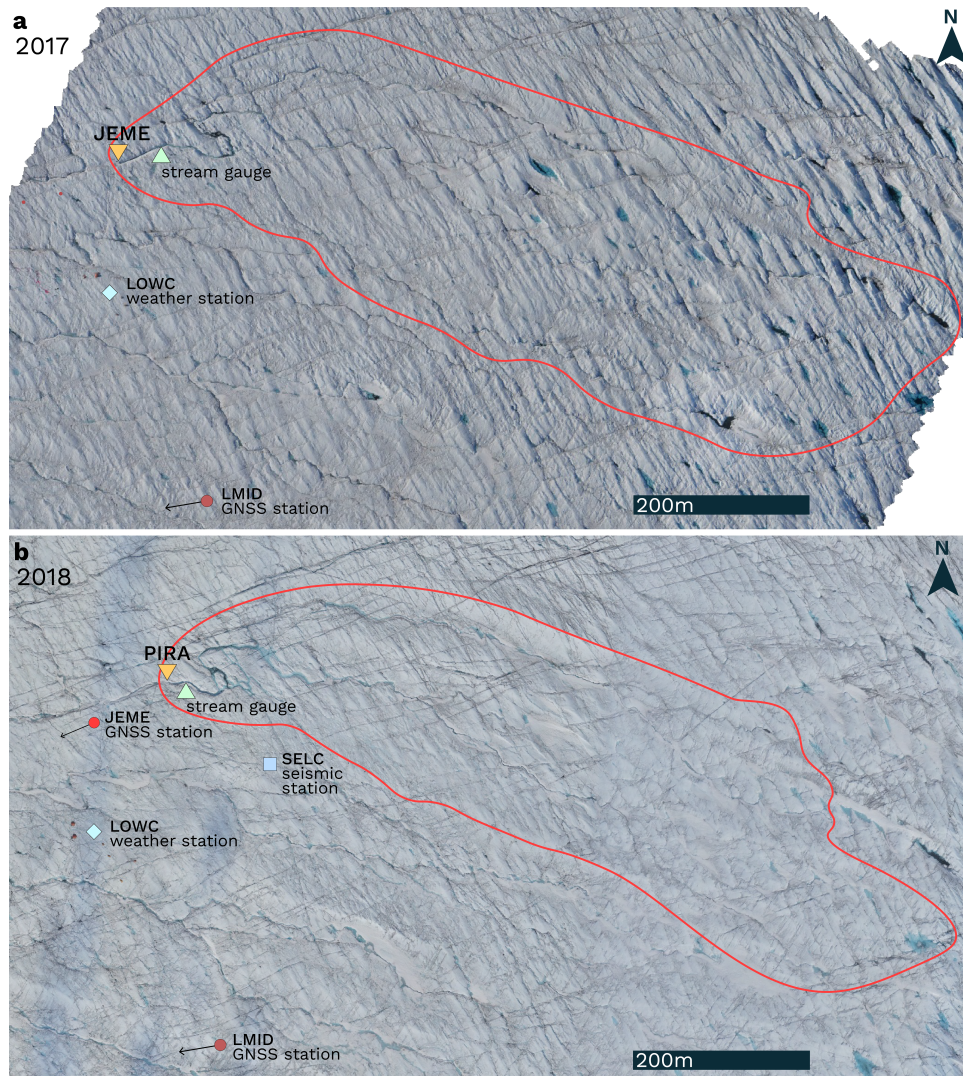 a
2017
N
JEME
stream gauge
LOWC
weather station
LMID
GNSS station
200m
b
2018
N
PIRA
stream gauge
JEME
GNSS station
SELC
seismic
station
LOWC
weather station
LMID
GNSS station
200m